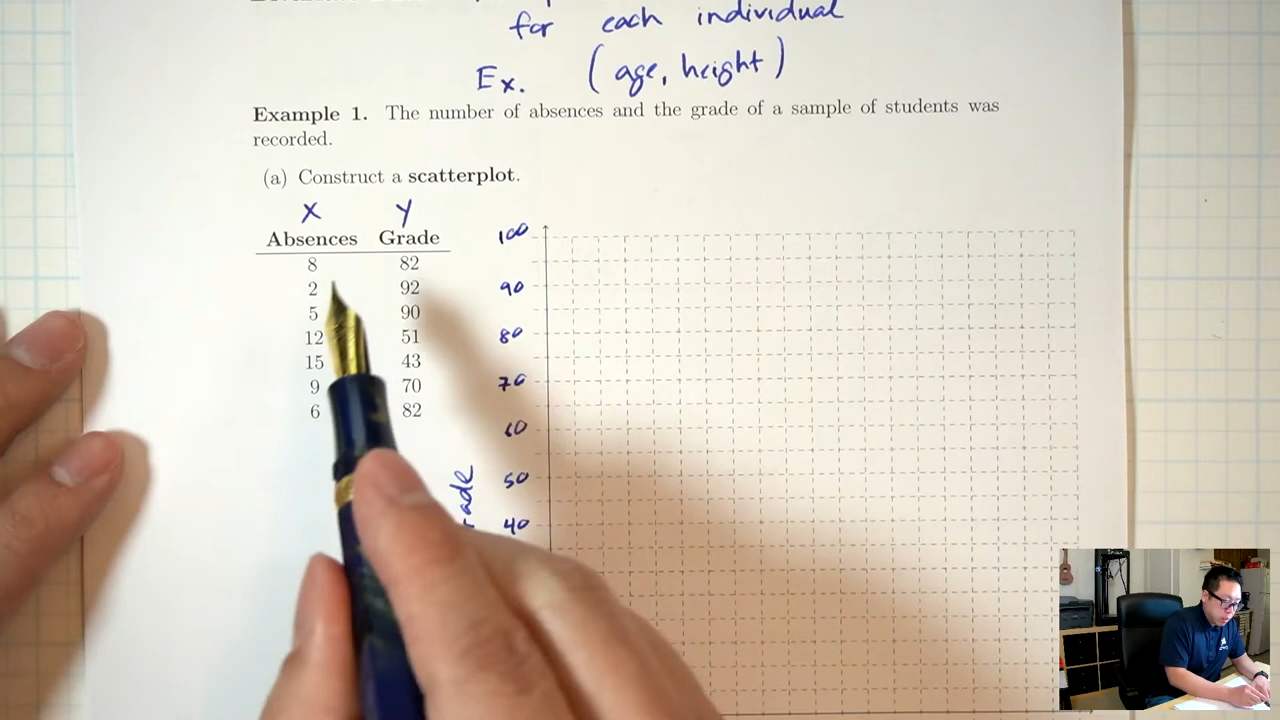 for each individual
Ex. (age, height)
Example 1. The number of absences and the grade of a sample of students was
recorded.
(a) Construct a scatterplot.
X Y
Absences Grade
8 82
2 92
5 90
12 51
15 43
9 70
6 82
100
90
80
70
60
50
40